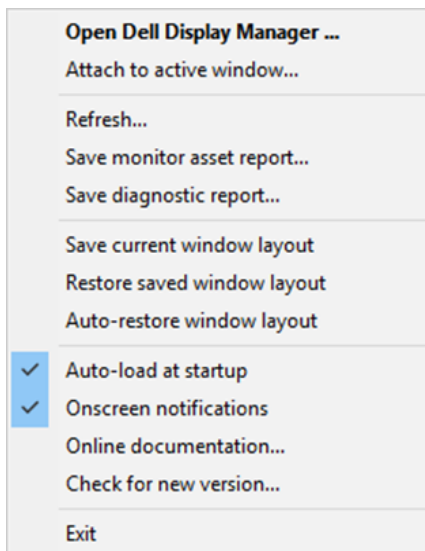 Open Dell Display Manager ...
Attach to active window...
Refresh...
Save monitor asset report...
Save diagnostic report...
Save current window layout
Restore saved window layout
Auto-restore window layout
Auto-load at startup
Onscreen notifications
Online documentation...
Check for new version...
Exit